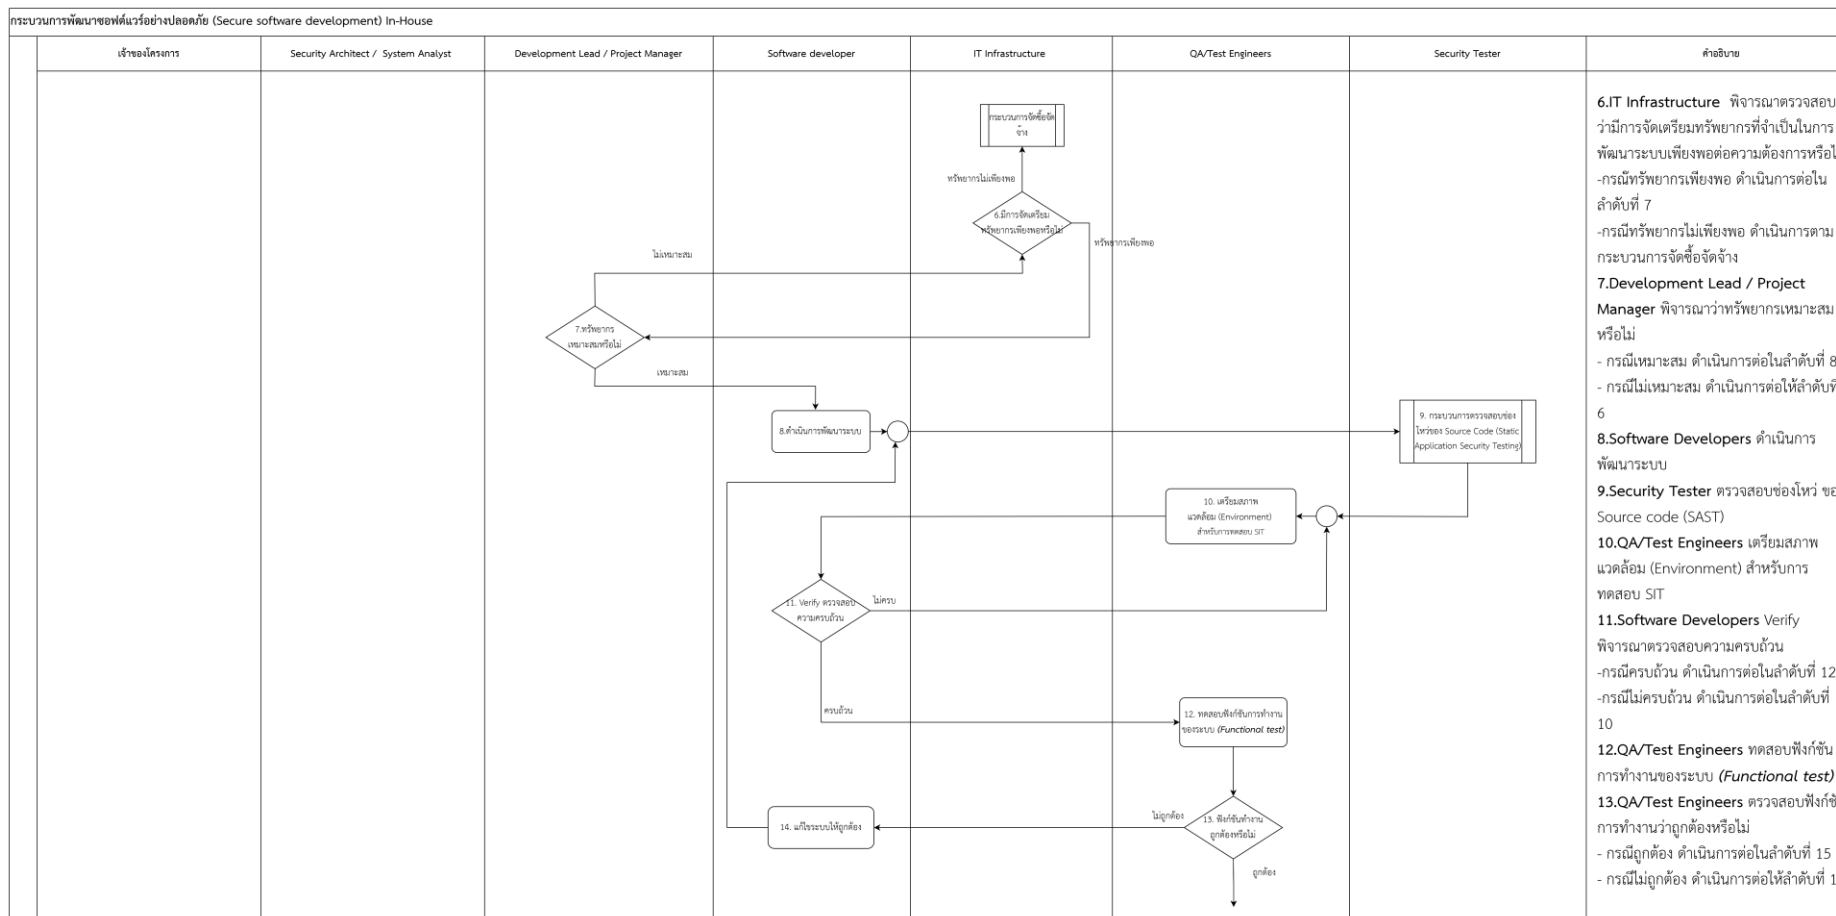 กระบวนการพัฒนาซอฟต์แวร์อย่างปลอดภัย (Secure software development) In-House
เจ้าของโครงการ
Security Architect / System Analyst
Development Lead / Project Manager
Software developer
IT Infrastructure
QA/Test Engineers
Security Tester
คำอธิบาย
กระบวนการจัดซื้อจัด
จ้าง
ทรัพยากรไม่เพียงพอ
6.มีการจัดเตรียม
ทรัพยากรเพียงพอหรือไม่
ทรัพยากรเพียงพอ
ไม่เหมาะสม
7.ทรัพยากร
เหมาะสมหรือไม่
เหมาะสม
8.ดำเนินการพัฒนาระบบ
9. กระบวนการตรวจสอบช่อง
โหว่ของ Source Code (Static
Application Security Testing)
10. เตรียมสภาพ
แวดล้อม (Environment)
สำหรับการทดสอบ SIT
11. Verify ตรวจสอบ
ความครบถ้วน
ไม่ครบ
ครบถ้วน
12. ทดสอบฟังก์ชันการทำงาน
ของระบบ (Functional test)
13. ฟังก์ชันทำงาน
ถูกต้องหรือไม่
ไม่ถูกต้อง
14. แก้ไขระบบให้ถูกต้อง
ถูกต้อง
6.IT Infrastructure พิจารณาตรวจสอบ
ว่ามีการจัดเตรียมทรัพยากรที่จำเป็นในการ
พัฒนาระบบเพียงพอต่อความต้องการหรือ
-กรณีทรัพยากรเพียงพอ ดำเนินการต่อใน
ลำดับที่ 7
-กรณีทรัพยากรไม่เพียงพอ ดำเนินการตาม
กระบวนการจัดซื้อจัดจ้าง
7.Development Lead / Project
Manager พิจารณาว่าทรัพยากรเหมาะสม
หรือไม่
- กรณีเหมาะสม ดำเนินการต่อในลำดับที่ 8
- กรณีไม่เหมาะสม ดำเนินการต่อให้ลำดับที่
6
8.Software Developers ดำเนินการ
พัฒนาระบบ
9.Security Tester ตรวจสอบช่องโหว่
Source code (SAST)
10.QA/Test Engineers เตรียมสภาพ
แวดล้อม (Environment) สำหรับการ
ทดสอบ SIT
11.Software Developers Verify
พิจารณาตรวจสอบความครบถ้วน
-กรณีครบถ้วน ดำเนินการต่อในลำดับที่ 12
-กรณีไม่ครบถ้วน ดำเนินการต่อในลำดับที่
10
12.QA/Test Engineers ทดสอบฟังก์ชัน
การทำงานของระบบ (Functional test)
13.QA/Test Engineers ตรวจสอบ
การทำงานว่าถูกต้องหรือไม่
- กรณีถูกต้อง ดำเนินการต่อในลำดับที่ 15
- กรณีไม่ถูกต้อง ดำเนินการต่อให้ลำดับที่